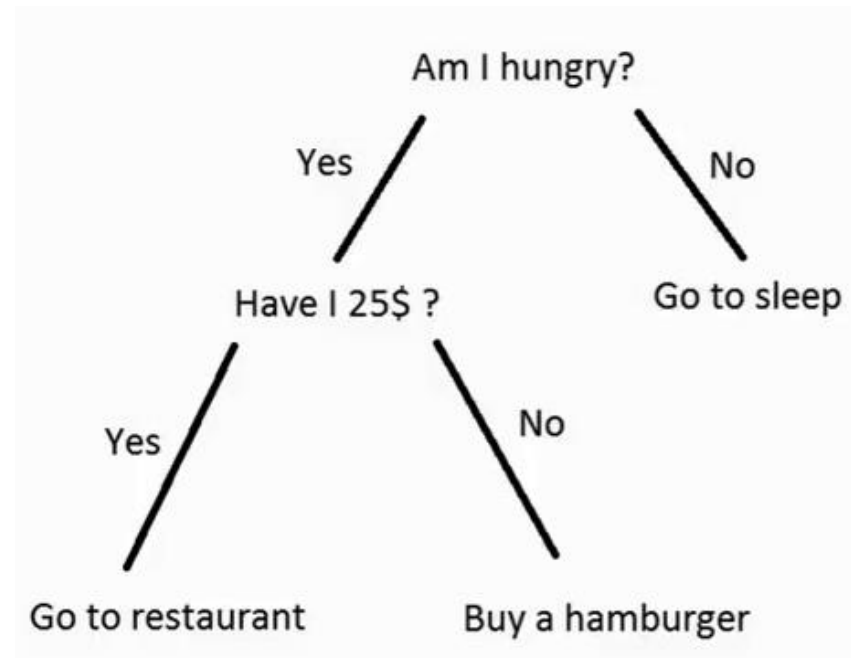 Am I hungry?
Yes
No
Have I 25$ ?
Go to sleep
Yes
No
Go to restaurant
Buy a hamburger